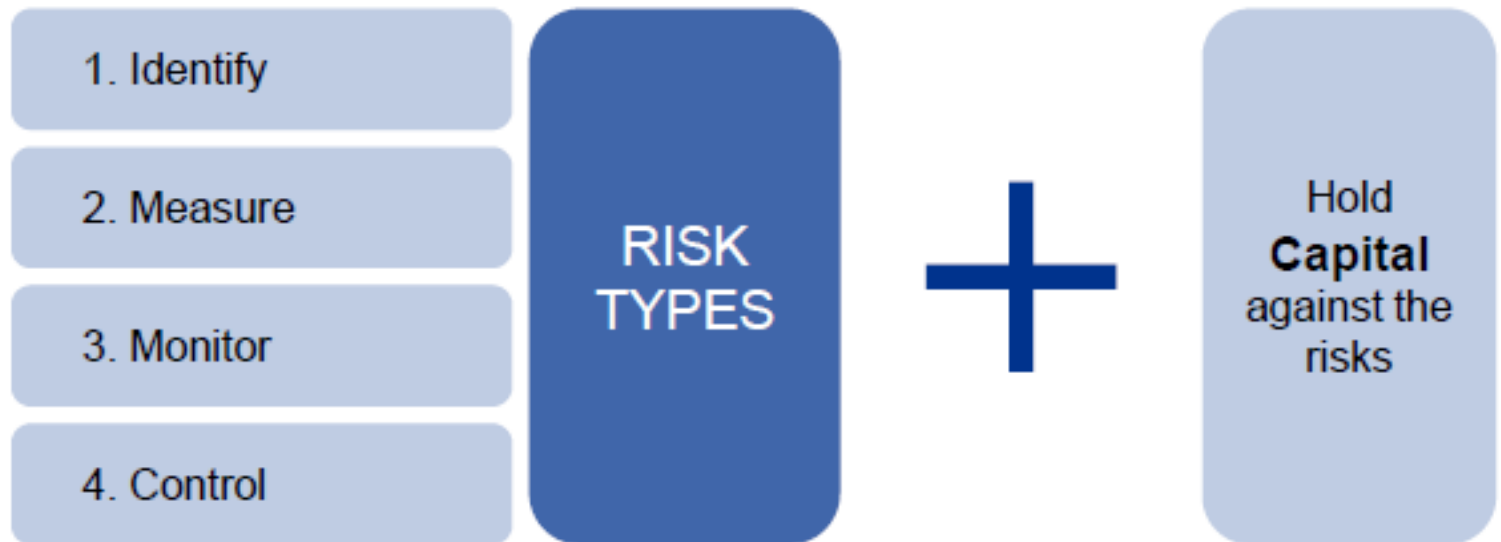 1. Identify
2. Measure
3. Monitor
4. Control
RISK
TYPES
Hold
Capital
against the
risks